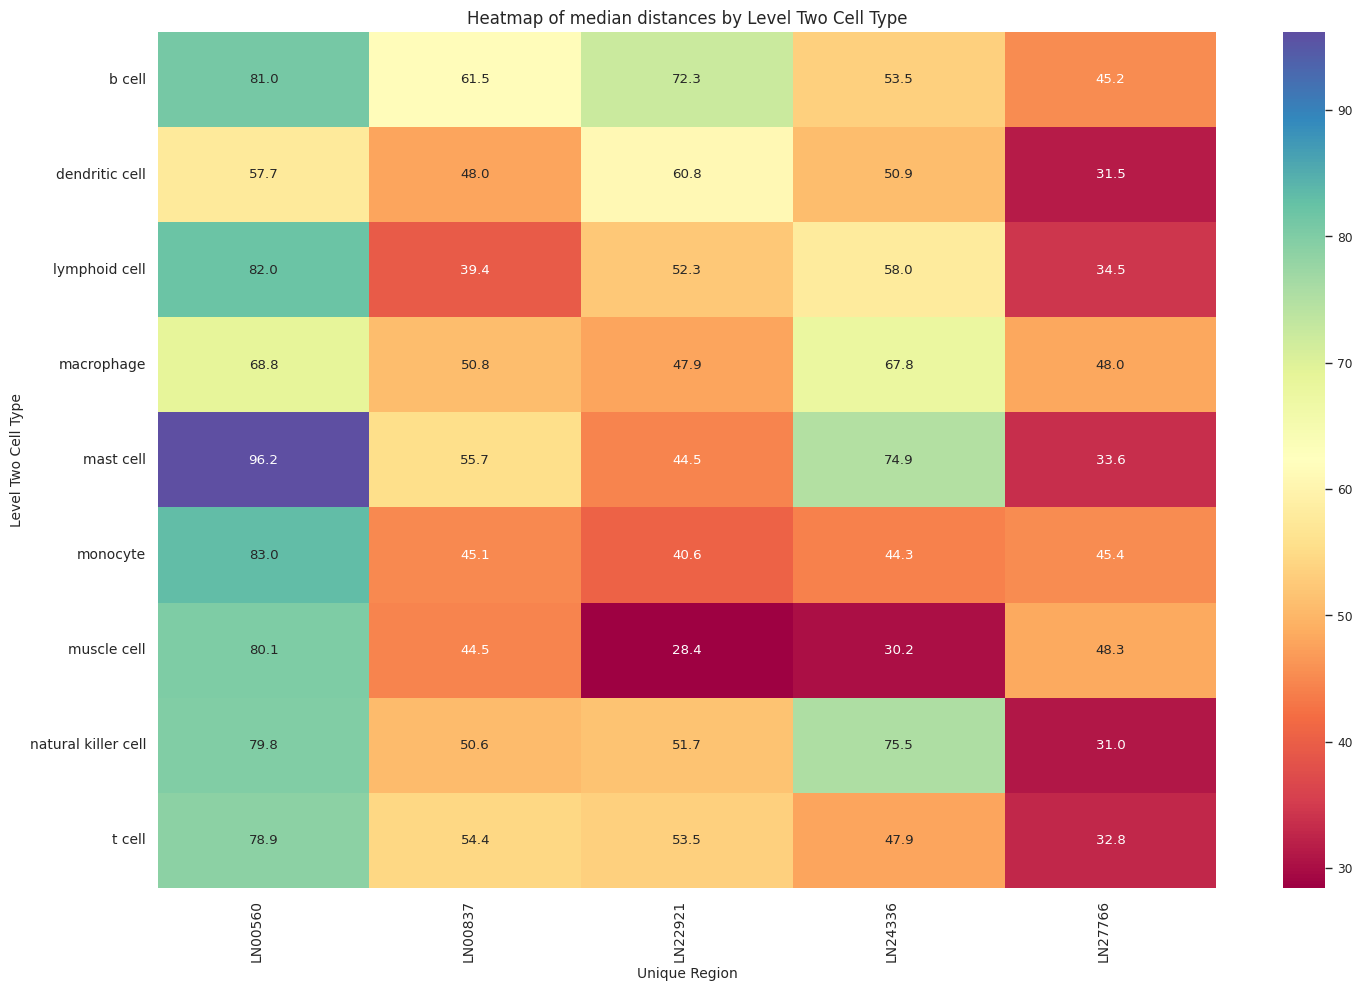 Heatmap of median distances by Level Two Cell Type
b cell 81.0 61.5 72.3 53.5 45.2
dendritic cell 57.7 48.0 60.8 50.9 31.5
lymphoid cell 82.0 39.4 52.3 58.0 34.5
macrophage 68.8 50.8 47.9 67.8 48.0
mast cell 96.2 55.7 44.5 74.9 33.6
monocyte 83.0 45.1 40.6 44.3 45.4
muscle cell 80.1 44.5 28.4 30.2 48.3
natural killer cell 79.8 50.6 51.7 75.5 31.0
t cell 78.9 54.4 53.5 47.9 32.8
Level Two Cell Type
LN00560 LN00837 LN22921 LN24336 LN27766
Unique Region
90
80
70
60
50
40
30